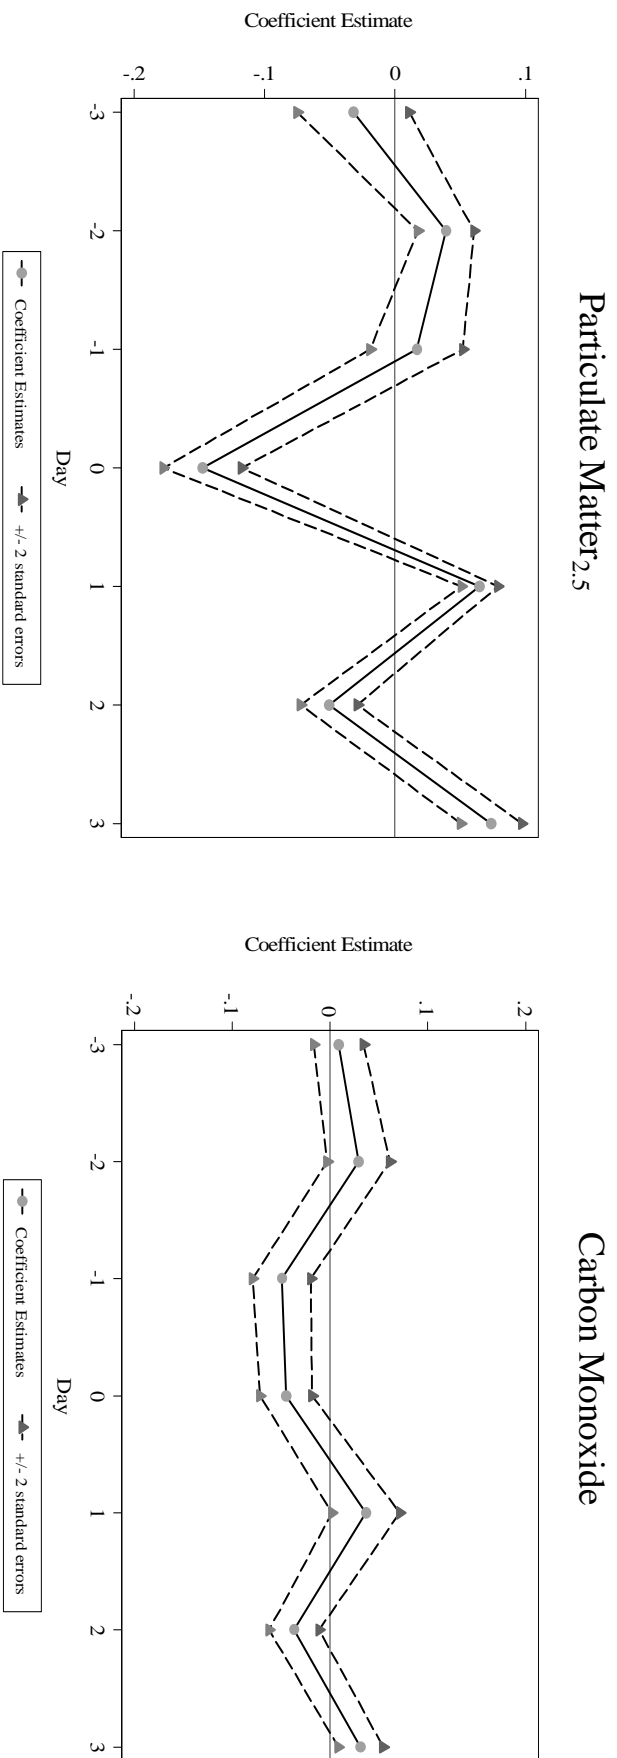 Particulate Matter2.5
Coefficient Estimate
-.2 -.1 0 .1
-3 -2 -1 0 1 2 3
Day
Coefficient Estimates +/- 2 standard errors
Carbon Monoxide
Coefficient Estimate
-.2 -.1 0 .1 .2
-3 -2 -1 0 1 2 3
Day
Coefficient Estimates +/- 2 standard errors